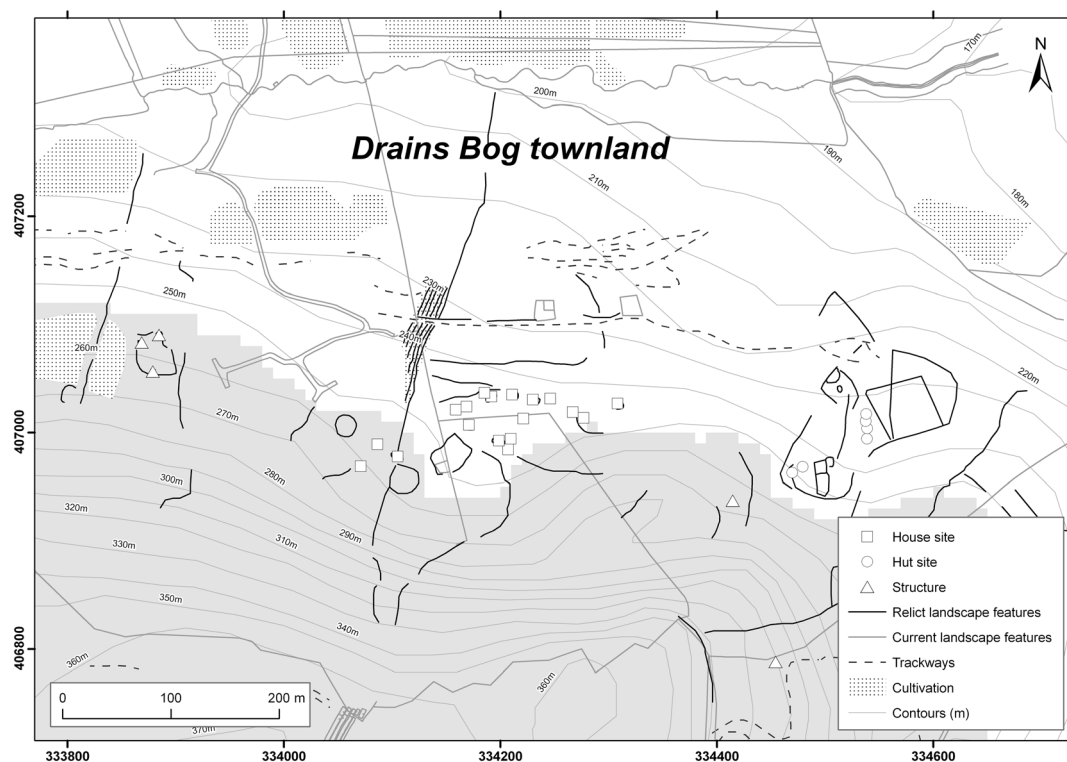 170m
N
200m
Drains Bog townland
190m
210m
180m
407200
230m
250m
240m
260m
220m
270m
407000
280m
300m
290m
320m
310m
330m
350m
340m
406800
360m
360m
370m
House site
Hut site
Structure
Relict landscape features
Current landscape features
Trackways
Cultivation
Contours (m)
0 100 200 m
333800 334000 334200 334400 334600